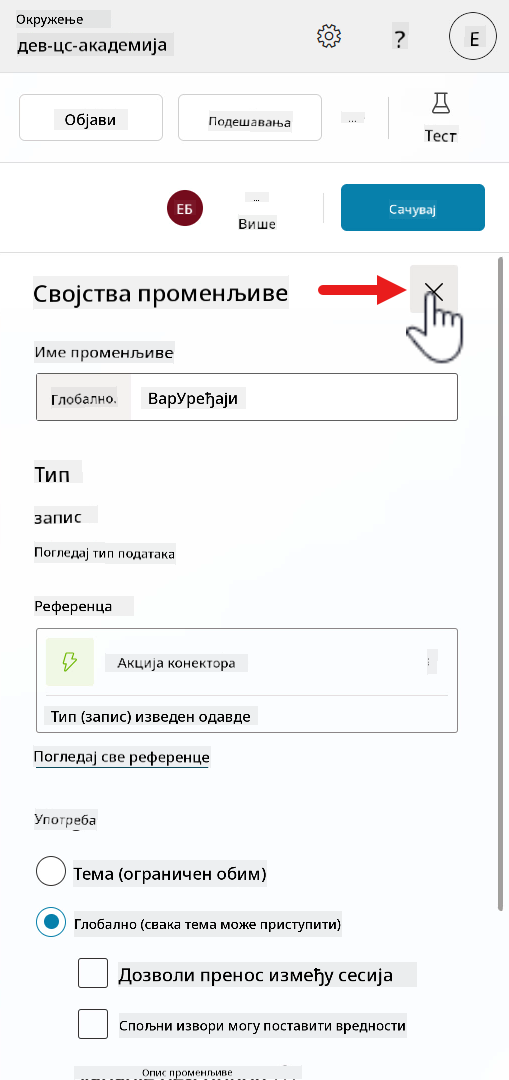 Окружење
дев-цс-академија
?
Е
Објави
Подешавања
...
Тест
ЕБ
...
Више
Сачувај
Својства променљиве
Име променљиве
Глобално.
ВарУређаји
Тип
запис
Погледај тип податка
Референца
Акција конектора
Тип (запис) изведен одавде
Погледај све референце
Употреба
Тема (ограничен обим)
Глобално (свака тема може приступити)
Дозволи пренос између сесија
Спољни извори могу поставити вредности
Опис променљиве